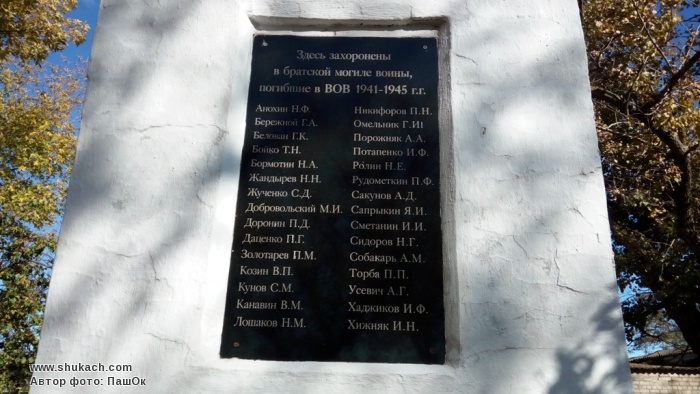 Здесь захоронены
в братской могиле воины,
погибшие в ВОВ 1941-1945 г.г.
Анохин Н.Ф.
Бережной Г.А.
Белован Г.К.
Бойко Т.Н.
Бормотин Н.А.
Жандырев Н.Н.
Жученко С.Д.
Добровольский М.И.
Доронин П.Д.
Даценко П.Г.
Золотарев П.М.
Козин В.П.
Кунов С.М.
Канавин В.М.
Лошаков Н.М.
Никифоров П.Н.
Омельник Г.И
Порожняк А.А.
Потапенко И.Ф.
Ролин Н.Е.
Рудометкин П.Ф.
Сакунов А.Д.
Сапрыкин Я.И.
Сметанин И.И.
Сидоров Н.Г.
Собакарь А.М.
Торба П.П.
Усевич А.Г.
Хаджиков И.Ф.
Хижняк И.Н.
www.shukach.com
Автор фото: ПашОк